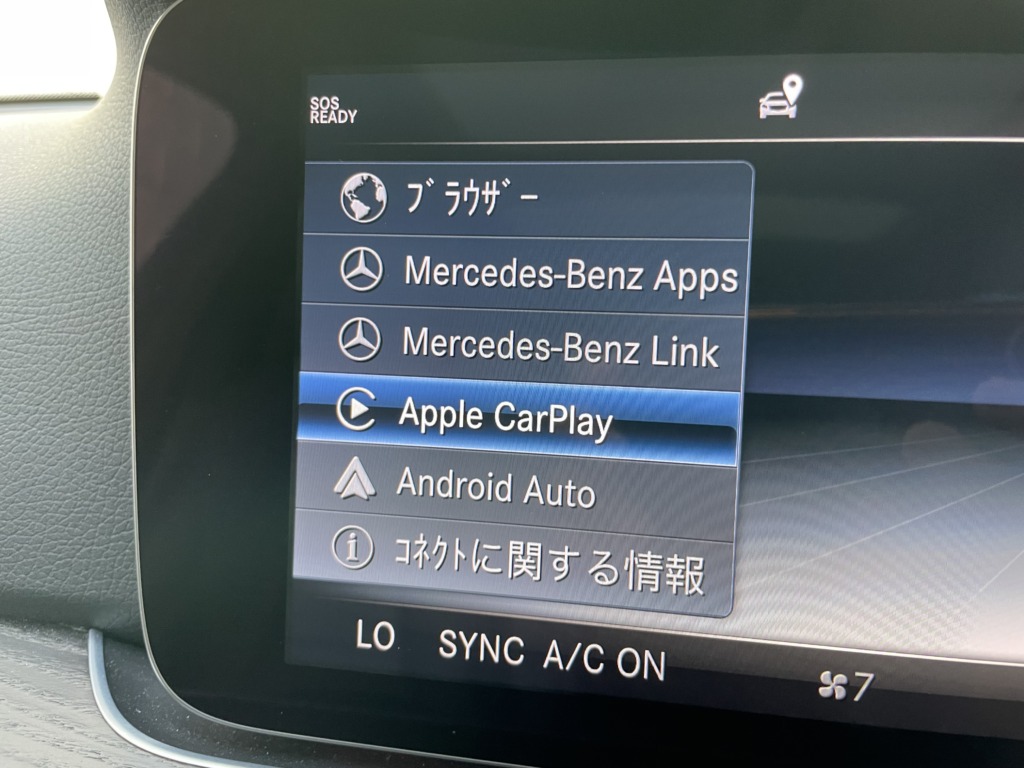 SOS
READY
ﾌﾞﾗｳｻﾞｰ
Mercedes-Benz Apps
Mercedes-Benz Link
Apple CarPlay
Android Auto
ｺﾈｸﾄに関する情報
LO SYNC A/C ON 7